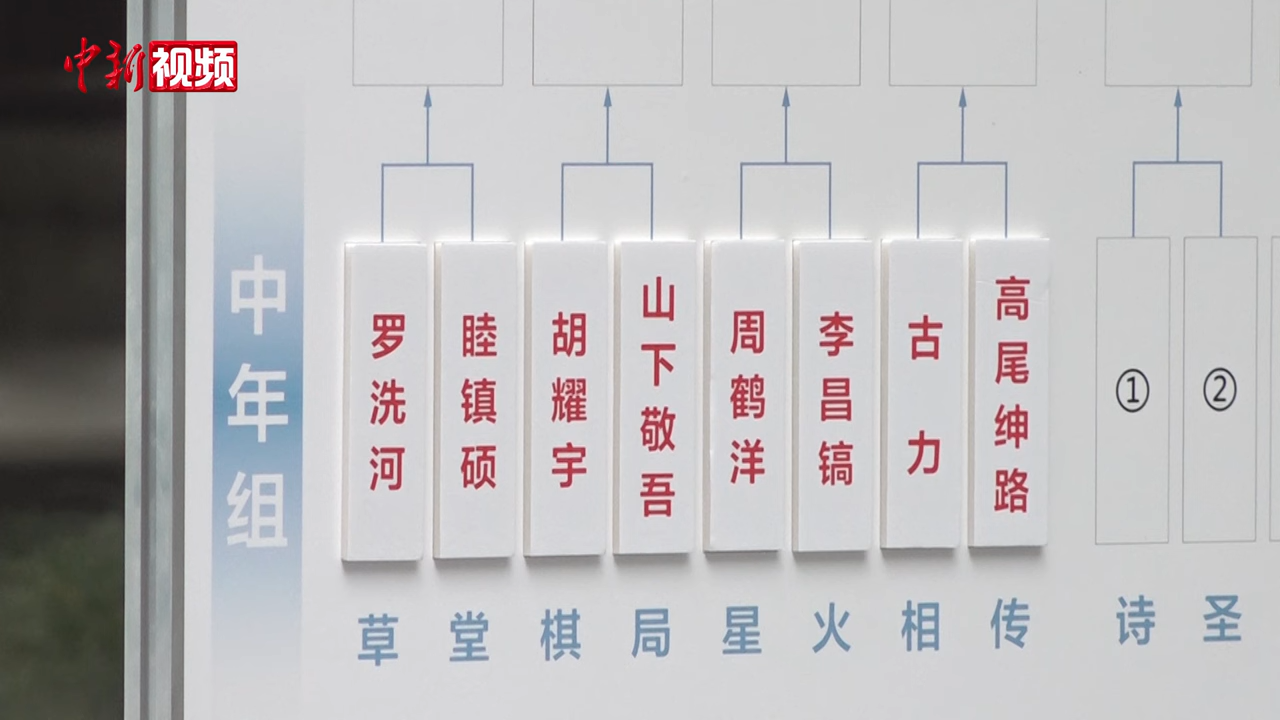 中新视频
中年组
罗洗河
睦镇硕
胡耀宇
山下敬吾
周鹤洋
李昌镐
古力
高尾绅路
①
②
草堂棋局星火相传
诗圣